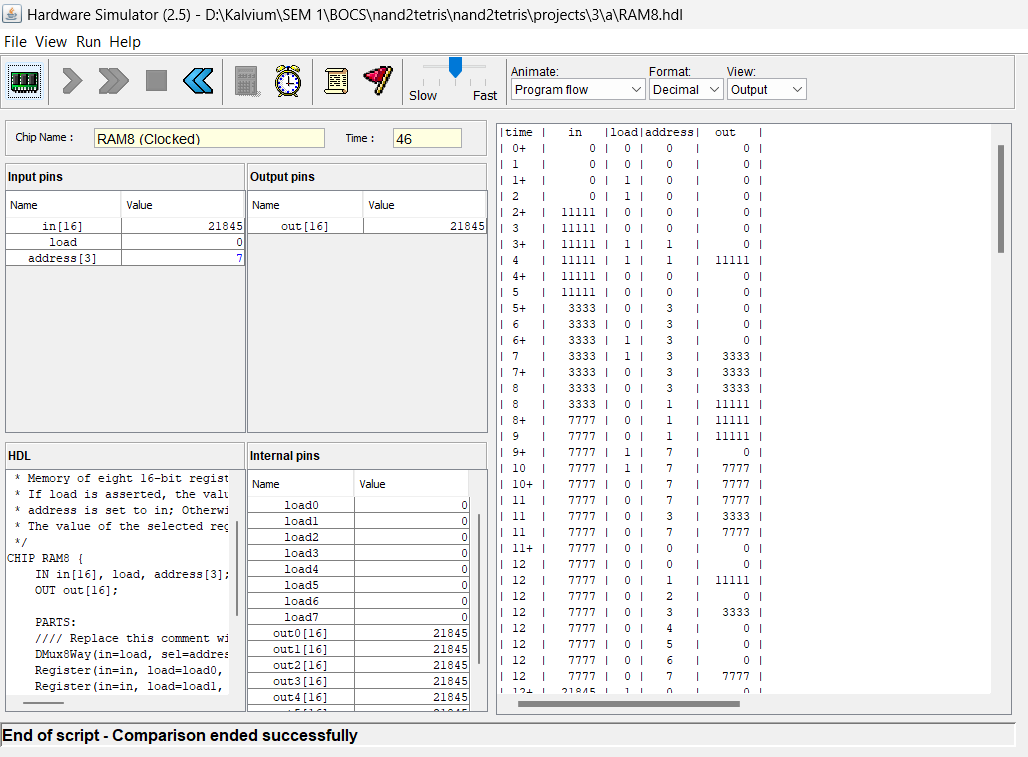 Hardware Simulator (2.5) - D:\Kalvium\SEM 1\BOCS\nand2tetris\nand2tetris\projects\3\a\RAM8.hdl
File View Run Help
Slow Fast
Animate: Format: View:
Program flow Decimal Output
Chip Name : RAM8 (Clocked) Time : 46
Input pins
Name Value
in[16] 21845
load 0
address[3] 7
Output pins
Name Value
out[16] 21845
HDL
* Memory of eight 16-bit regist
* If load is asserted, the valu
* address is set to in; Otherwi
* The value of the selected reg
*/
CHIP RAM8 {
IN in[16], load, address[3];
OUT out[16];
PARTS:
//// Replace this comment wi
DMux8Way(in=load, sel=addres
Register(in=in, load=load0,
Register(in=in, load=load1,
Internal pins
Name Value
load0 0
load1 0
load2 0
load3 0
load4 0
load5 0
load6 0
load7 0
out0[16] 21845
out1[16] 21845
out2[16] 21845
out3[16] 21845
out4[16] 21845
|time | in |load|address| out |
| 0+ | 0 | 0 | 0 | 0 |
| 1 | 0 | 0 | 0 | 0 |
| 1+ | 0 | 1 | 0 | 0 |
| 2 | 0 | 1 | 0 | 0 |
| 2+ | 11111 | 0 | 0 | 0 |
| 3 | 11111 | 0 | 0 | 0 |
| 3+ | 11111 | 1 | 1 | 0 |
| 4 | 11111 | 1 | 1 | 11111 |
| 4+ | 11111 | 0 | 0 | 0 |
| 5 | 11111 | 0 | 0 | 0 |
| 5+ | 3333 | 0 | 3 | 0 |
| 6 | 3333 | 0 | 3 | 0 |
| 6+ | 3333 | 1 | 3 | 0 |
| 7 | 3333 | 1 | 3 | 3333 |
| 7+ | 3333 | 0 | 3 | 3333 |
| 8 | 3333 | 0 | 3 | 3333 |
| 8 | 3333 | 0 | 1 | 11111 |
| 8+ | 7777 | 0 | 1 | 11111 |
| 9 | 7777 | 0 | 1 | 11111 |
| 9+ | 7777 | 1 | 7 | 0 |
| 10 | 7777 | 1 | 7 | 7777 |
| 10+ | 7777 | 0 | 7 | 7777 |
| 11 | 7777 | 0 | 7 | 7777 |
| 11 | 7777 | 0 | 3 | 3333 |
| 11 | 7777 | 0 | 7 | 7777 |
| 11+ | 7777 | 0 | 0 | 0 |
| 12 | 7777 | 0 | 0 | 0 |
| 12 | 7777 | 0 | 1 | 11111 |
| 12 | 7777 | 0 | 2 | 0 |
| 12 | 7777 | 0 | 3 | 3333 |
| 12 | 7777 | 0 | 4 | 0 |
| 12 | 7777 | 0 | 5 | 0 |
| 12 | 7777 | 0 | 6 | 0 |
| 12 | 7777 | 0 | 7 | 7777 |
| 12+ | 21845 | 1 | 0 | 0 |
End of script - Comparison ended successfully